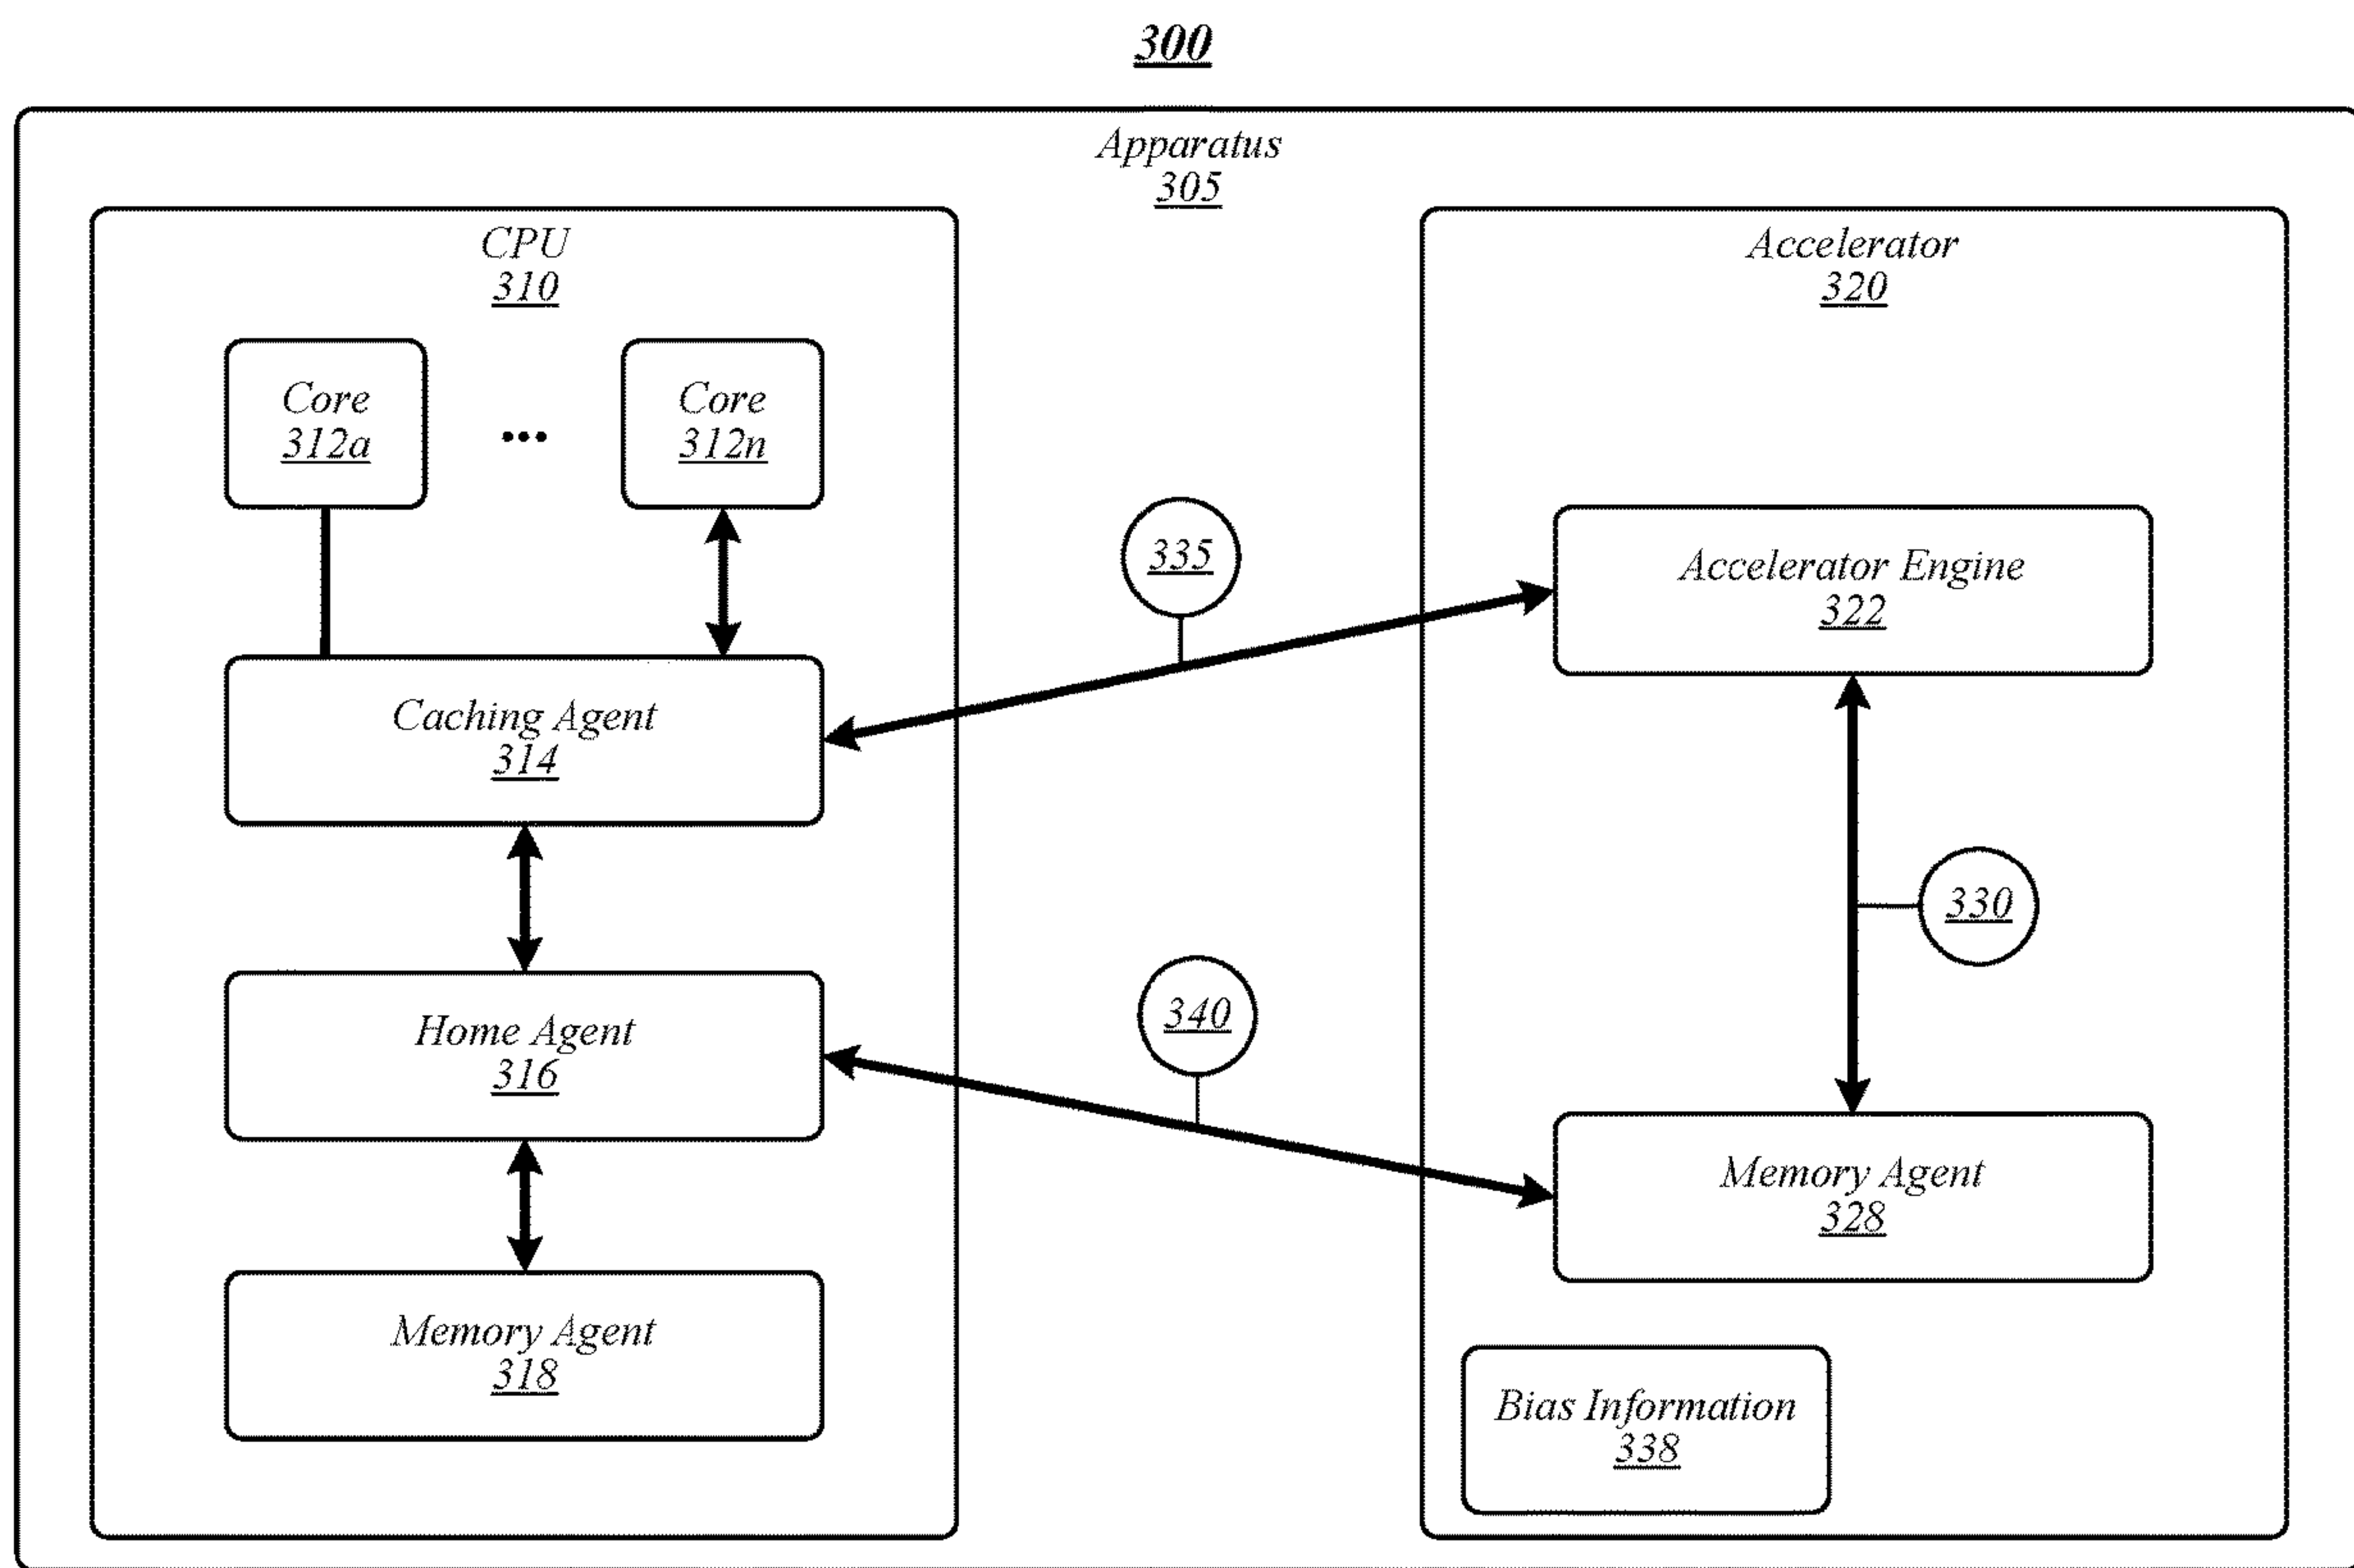 300
Apparatus
305
CPU
310
Core
312a
...
Core
312n
Caching Agent
314
Home Agent
316
Memory Agent
318
335
340
Accelerator
320
Accelerator Engine
322
330
Memory Agent
328
Bias Information
338